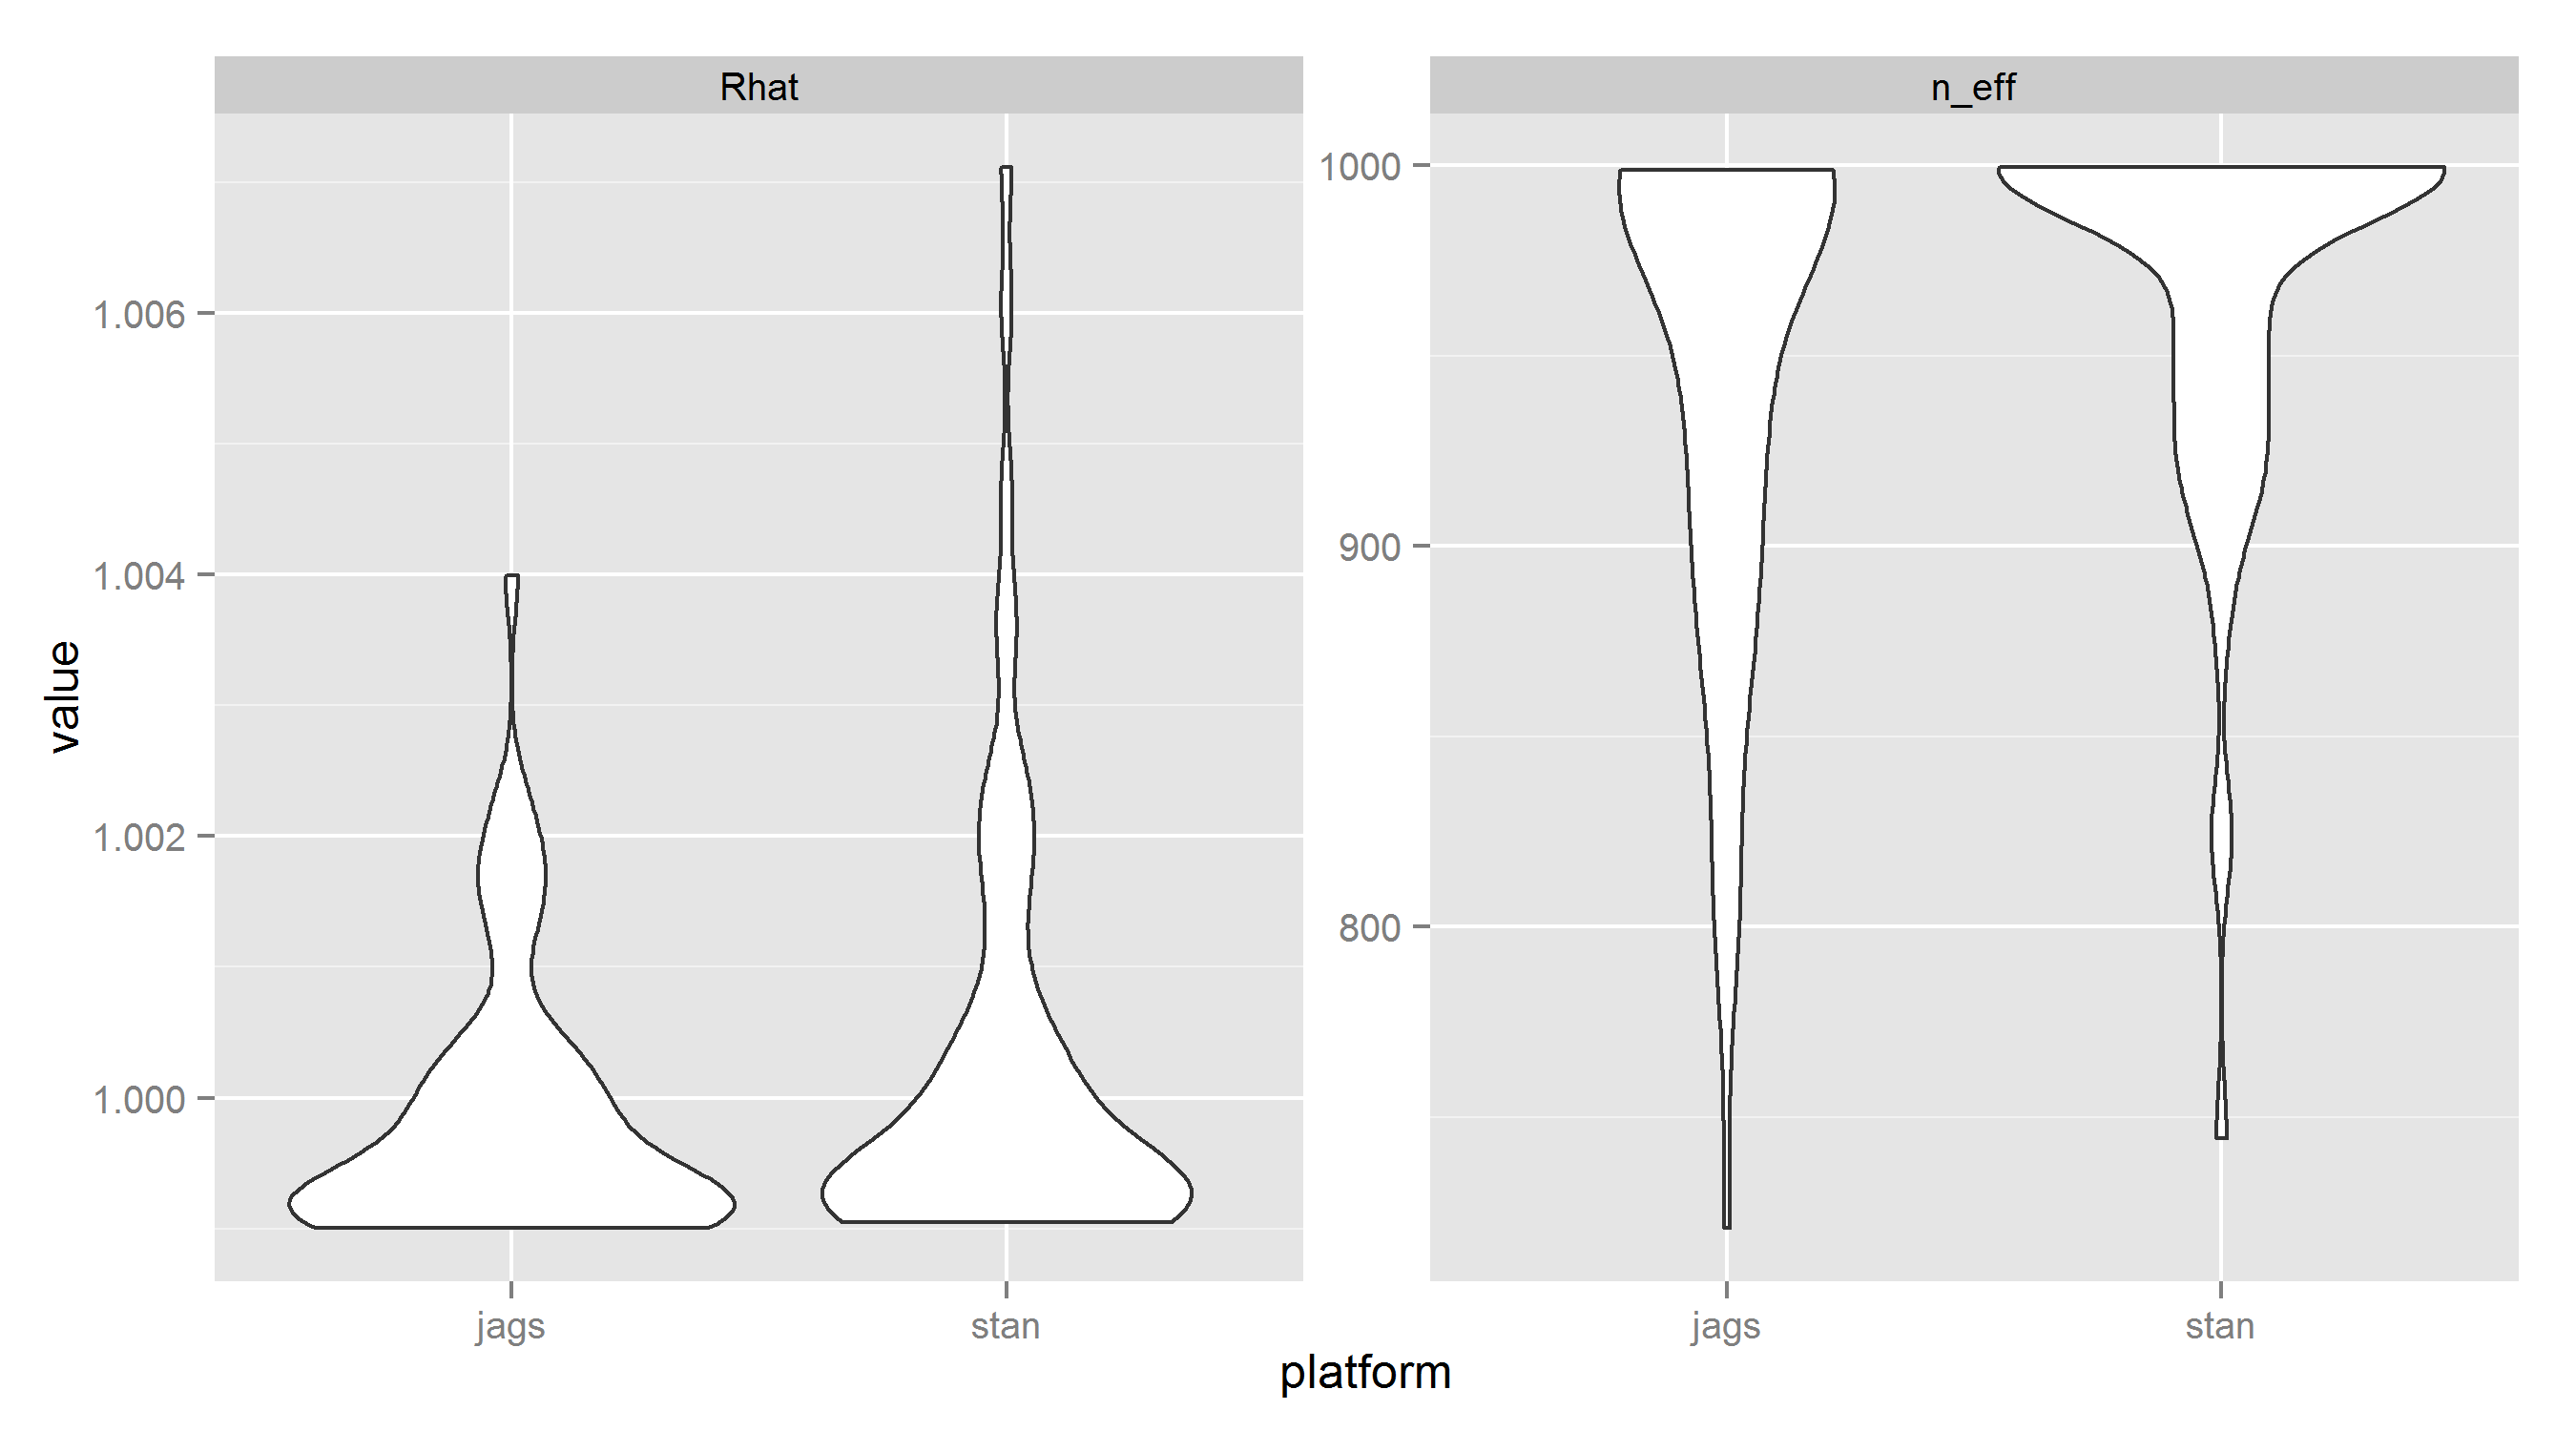 Rhat
n_eff
value
1.006
1.004
1.002
1.000
1000
900
800
jags
stan
jags
stan
platform